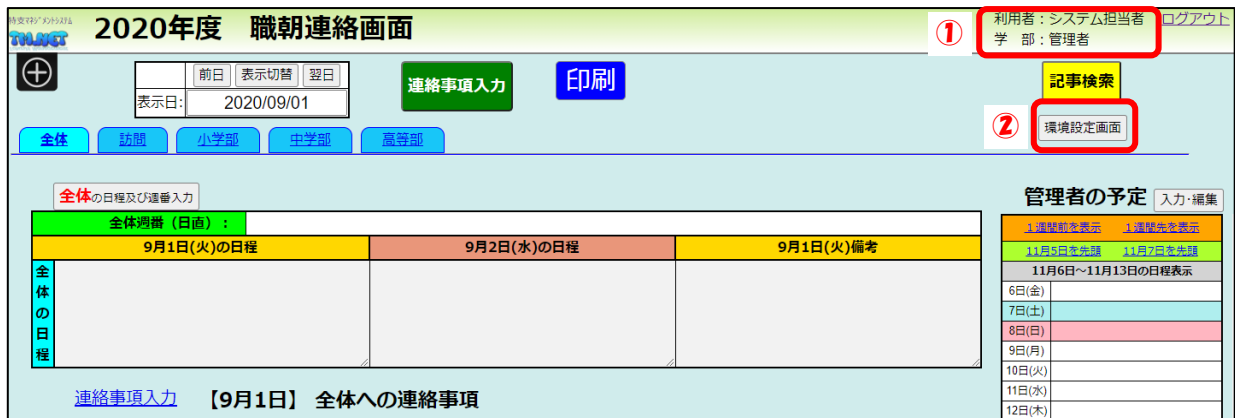 特支マネジメントシステム
TM.NET
2020年度 職朝連絡画面
①
利用者：システム担当者 ログアウト
学 部：管理者
前日 表示切替 翌日
表示日: 2020/09/01
連絡事項入力
印刷
記事検索
②
環境設定画面
全体 訪問 小学部 中学部 高等部
全体の日程及び週番入力
全体週番（日直）：
9月1日(火)の日程 9月2日(水)の日程 9月1日(火)備考
全体の日程
管理者の予定 入力･編集
１週間前を表示 １週間先を表示
11月5日を先頭 11月7日を先頭
11月6日～11月13日の日程表示
6日(金)
7日(土)
8日(日)
9日(月)
10日(火)
11日(水)
12日(木)
連絡事項入力 【9月1日】 全体への連絡事項